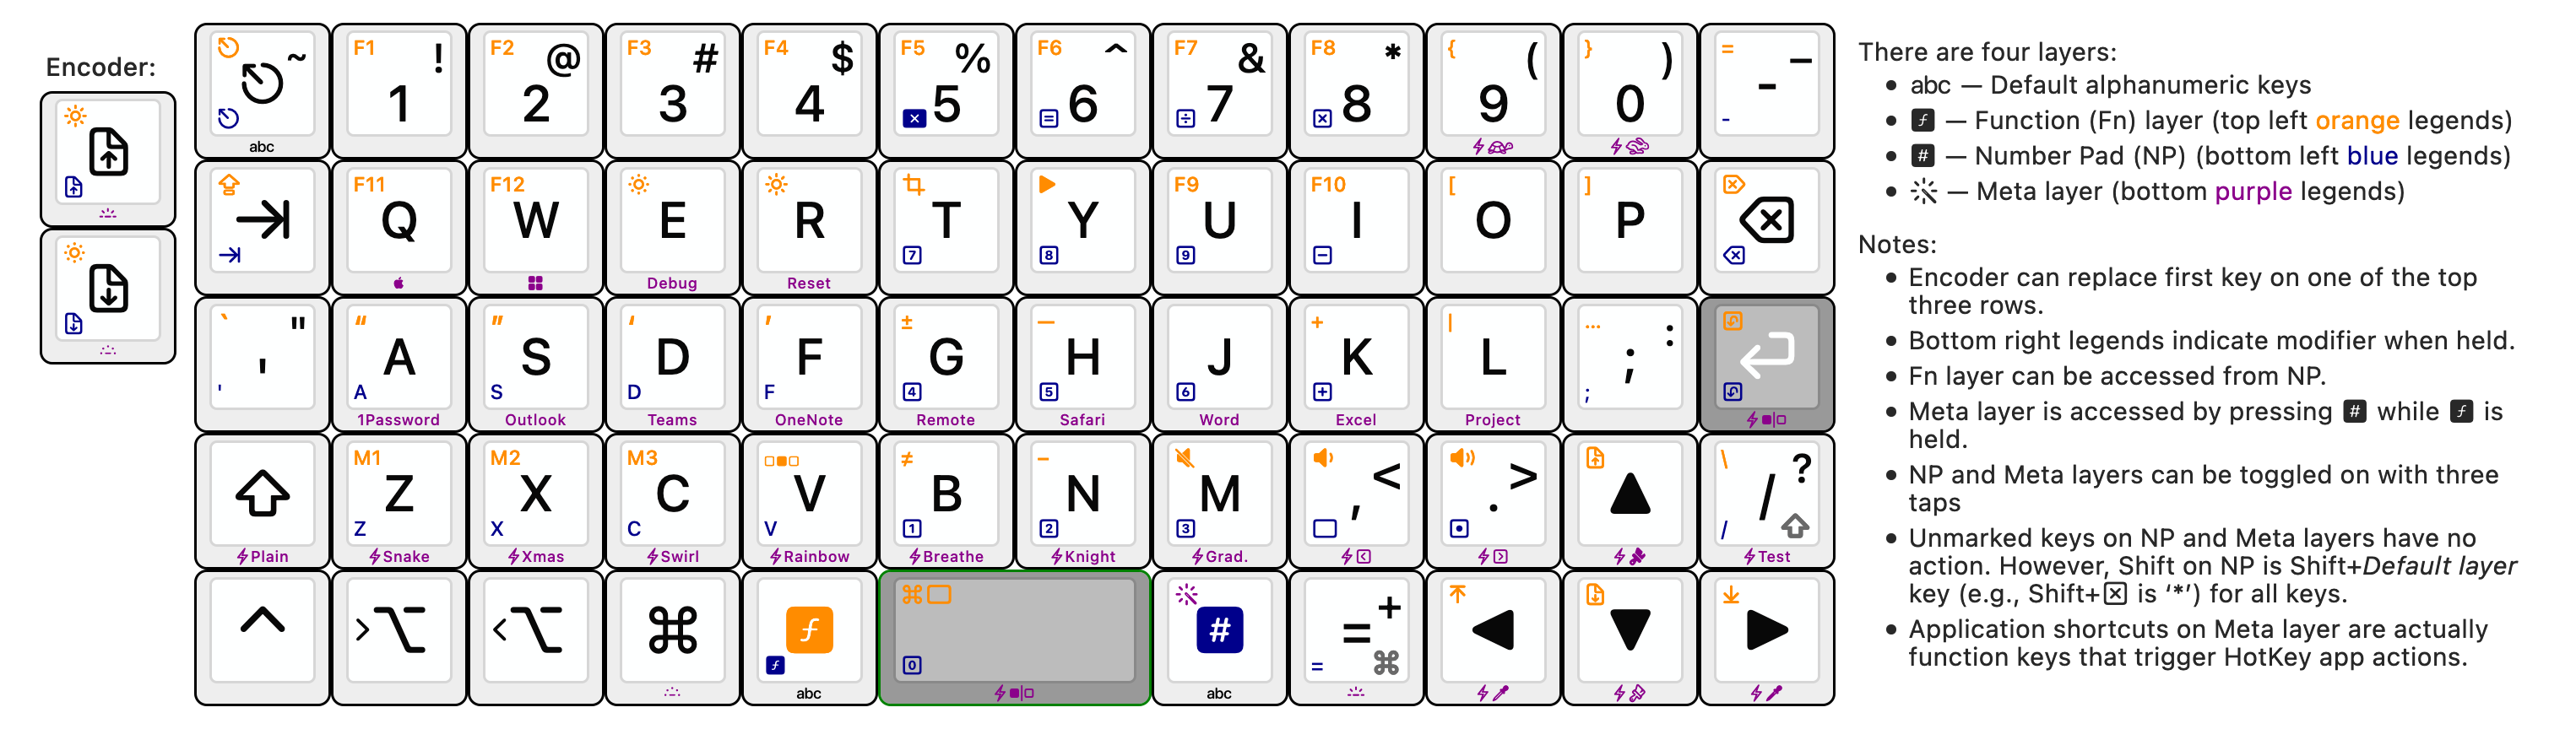 Encoder:
~ F1 ! F2 @ F3 # F4 $ F5 % F6 ^ F7 & F8 * { ( } ) = –
1 2 3 4 × 5 = 6 ÷ 7 × 8 9 0 - -
abc
F11 F12 F9 F10 [ ]
Q W E R T Y U I O P
7 8 9 −
Debug Reset
` " “ ” ‘ ’ ± — + | … :
' A S D F G H J K L ;
' A S D F 4 5 6 + ;
1Password Outlook Teams OneNote Remote Safari Word Excel Project
M1 M2 M3 ≠ – < > \ ?
Z X C V B N M , . /
Z X C V 1 2 3 /
Plain Snake Xmas Swirl Rainbow Breathe Knight Grad. < > Test
⌘ +
^ >⌥ <⌥ ⌘ f # =
f 0 = ⌘
abc abc
There are four layers:
• abc — Default alphanumeric keys
• f — Function (Fn) layer (top left orange legends)
• # — Number Pad (NP) (bottom left blue legends)
• — Meta layer (bottom purple legends)
Notes:
• Encoder can replace first key on one of the top
three rows.
• Bottom right legends indicate modifier when held.
• Fn layer can be accessed from NP.
• Meta layer is accessed by pressing # while f is
held.
• NP and Meta layers can be toggled on with three
taps
• Unmarked keys on NP and Meta layers have no
action. However, Shift on NP is Shift+Default layer
key (e.g., Shift+× is ‘*’) for all keys.
• Application shortcuts on Meta layer are actually
function keys that trigger HotKey app actions.